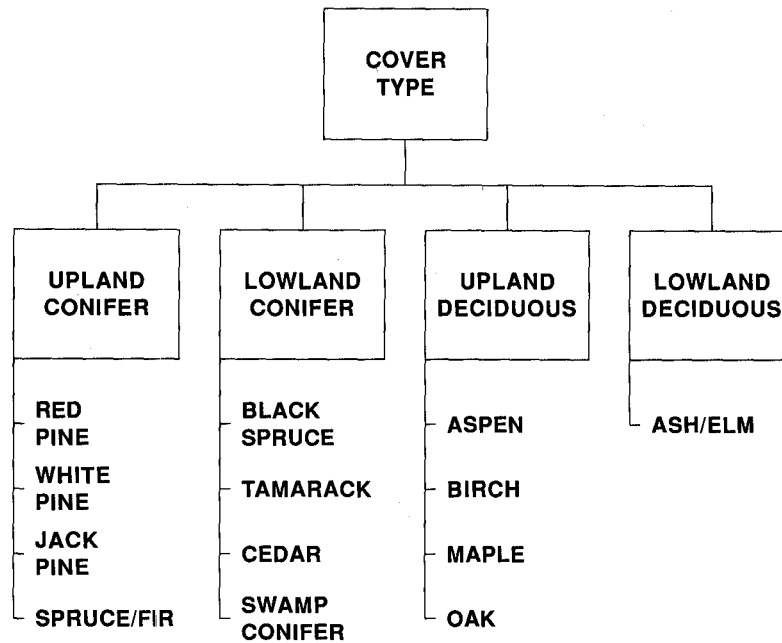 COVER
TYPE
UPLAND
CONIFER
LOWLAND
CONIFER
UPLAND
DECIDUOUS
LOWLAND
DECIDUOUS
RED
PINE
WHITE
PINE
JACK
PINE
SPRUCE/FIR
BLACK
SPRUCE
TAMARACK
CEDAR
SWAMP
CONIFER
ASPEN
BIRCH
MAPLE
OAK
ASH/ELM